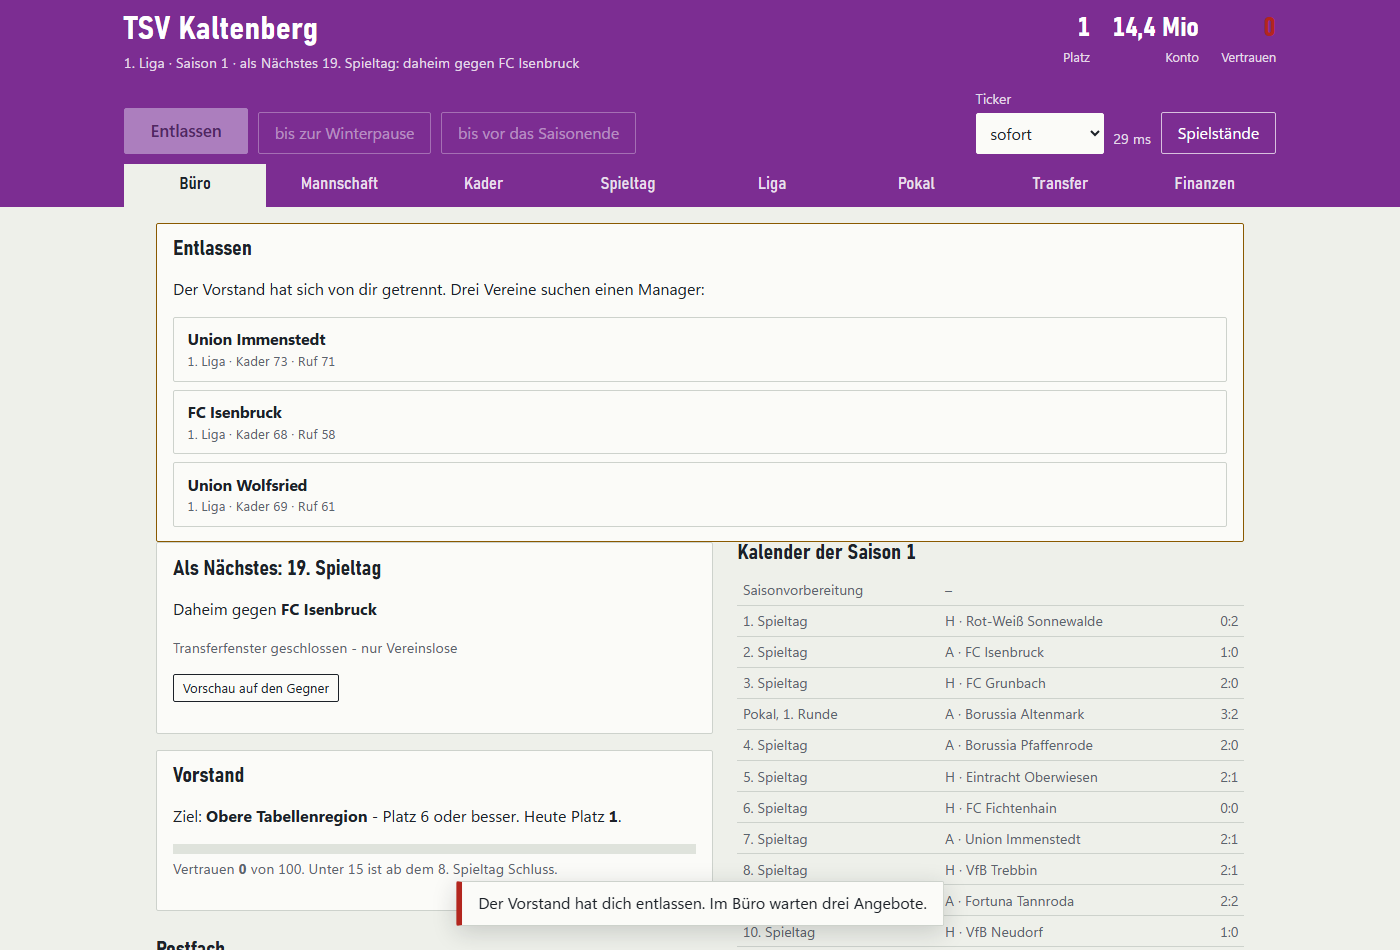 TSV Kaltenberg
1. Liga · Saison 1 · als Nächstes 19. Spieltag: daheim gegen FC Isenbruck
1 14,4 Mio 0
Platz Konto Vertrauen
Entlassen bis zur Winterpause bis vor das Saisonende
Ticker
sofort 29 ms Spielstände
Büro Mannschaft Kader Spieltag Liga Pokal Transfer Finanzen
Entlassen
Der Vorstand hat sich von dir getrennt. Drei Vereine suchen einen Manager:
Union Immenstedt
1. Liga · Kader 73 · Ruf 71
FC Isenbruck
1. Liga · Kader 68 · Ruf 58
Union Wolfsried
1. Liga · Kader 69 · Ruf 61
Als Nächstes: 19. Spieltag
Daheim gegen FC Isenbruck
Transferfenster geschlossen - nur Vereinslose
Vorschau auf den Gegner
Vorstand
Ziel: Obere Tabellenregion - Platz 6 oder besser. Heute Platz 1.
Vertrauen 0 von 100. Unter 15 ist ab dem 8. Spieltag Schluss.
Postfach
Kalender der Saison 1
Saisonvorbereitung –
1. Spieltag H · Rot-Weiß Sonnewalde 0:2
2. Spieltag A · FC Isenbruck 1:0
3. Spieltag H · FC Grunbach 2:0
Pokal, 1. Runde A · Borussia Altenmark 3:2
4. Spieltag A · Borussia Pfaffenrode 2:0
5. Spieltag H · Eintracht Oberwiesen 2:1
6. Spieltag H · FC Fichtenhain 0:0
7. Spieltag A · Union Immenstedt 2:1
8. Spieltag H · VfB Trebbin 2:1
A · Fortuna Tannroda 2:2
10. Spieltag H · VfB Neudorf 1:0
Der Vorstand hat dich entlassen. Im Büro warten drei Angebote.